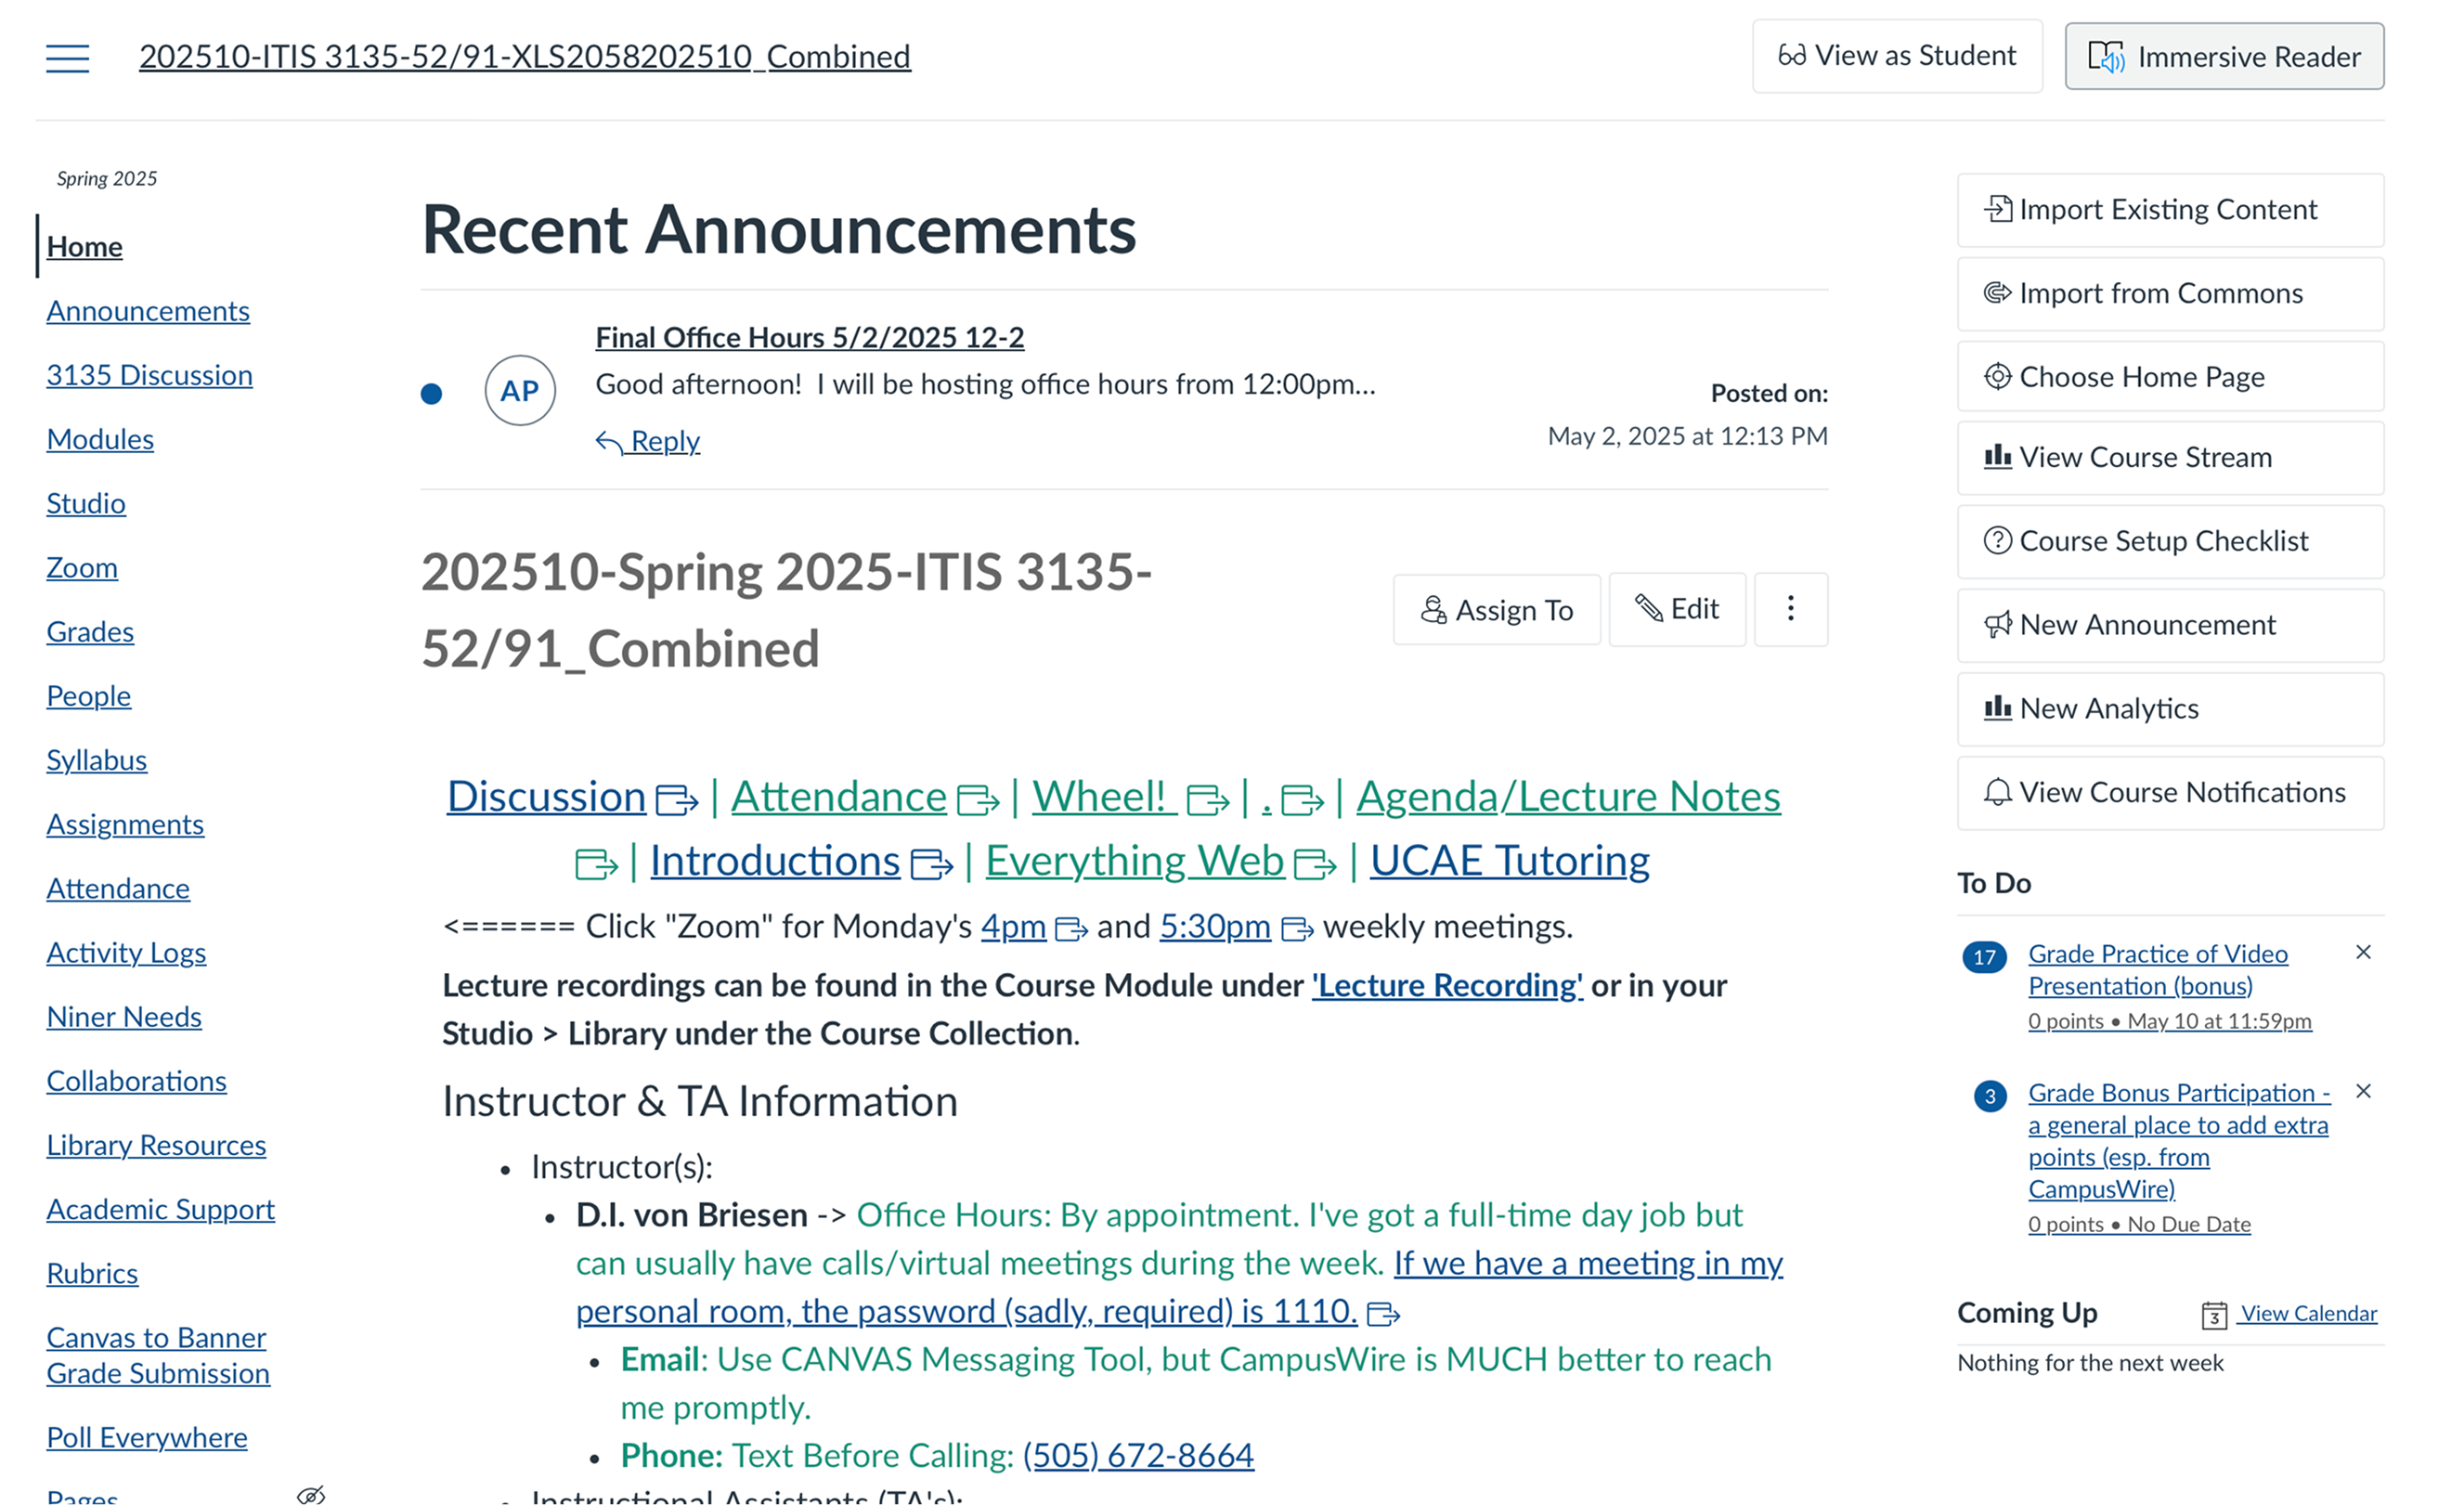 202510-ITIS 3135-52/91-XLS2058202510_Combined
View as Student
Immersive Reader
Spring 2025
Home
Announcements
3135 Discussion
Modules
Studio
Zoom
Grades
People
Syllabus
Assignments
Attendance
Activity Logs
Niner Needs
Collaborations
Library Resources
Academic Support
Rubrics
Canvas to Banner
Grade Submission
Poll Everywhere
Pages
Recent Announcements
Final Office Hours 5/2/2025 12-2
AP
Good afternoon!  I will be hosting office hours from 12:00pm...
Reply
Posted on:
May 2, 2025 at 12:13 PM
202510-Spring 2025-ITIS 3135-
52/91_Combined
Assign To
Edit
Discussion | Attendance | Wheel! | . | Agenda/Lecture Notes
| Introductions | Everything Web | UCAE Tutoring
<====== Click "Zoom" for Monday's 4pm and 5:30pm weekly meetings.
Lecture recordings can be found in the Course Module under 'Lecture Recording' or in your
Studio > Library under the Course Collection.
Instructor & TA Information
• Instructor(s):
• D.I. von Briesen -> Office Hours: By appointment. I've got a full-time day job but
can usually have calls/virtual meetings during the week. If we have a meeting in my
personal room, the password (sadly, required) is 1110.
• Email: Use CANVAS Messaging Tool, but CampusWire is MUCH better to reach
me promptly.
• Phone: Text Before Calling: (505) 672-8664
• Instructional Assistants (TA's):
Import Existing Content
Import from Commons
Choose Home Page
View Course Stream
Course Setup Checklist
New Announcement
New Analytics
View Course Notifications
To Do
17
Grade Practice of Video
Presentation (bonus)
0 points • May 10 at 11:59pm
3
Grade Bonus Participation -
a general place to add extra
points (esp. from
CampusWire)
0 points • No Due Date
Coming Up
3
View Calendar
Nothing for the next week